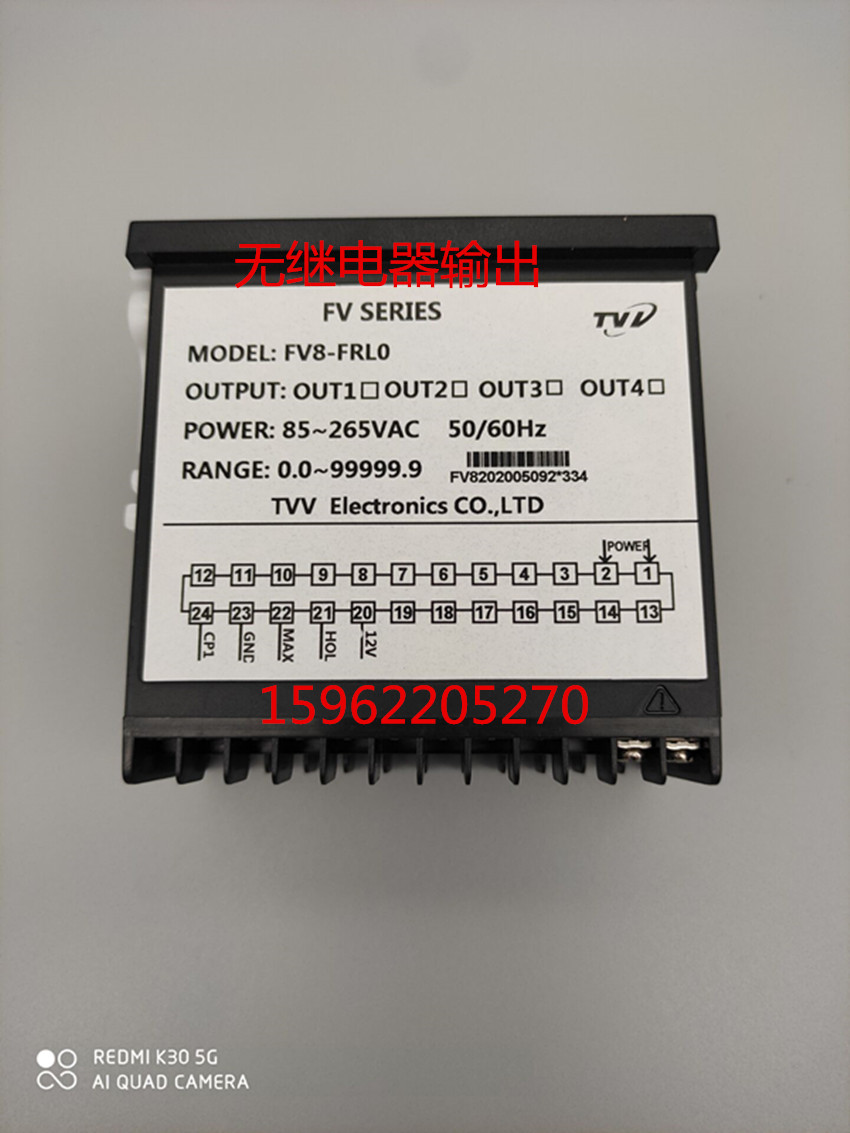 无继电器输出
FV SERIES
TVV
MODEL: FV8-FRL0
OUTPUT: OUT1□ OUT2□ OUT3□ OUT4□
POWER: 85~265VAC 50/60Hz
RANGE: 0.0~99999.9
FV8202005092*334
TVV Electronics CO.,LTD
POWER
12 11 10 9 8 7 6 5 4 3 2 1
24 23 22 21 20 19 18 17 16 15 14 13
CP1 GND MAX HOL 12V
15962205270
REDMI K30 5G
AI QUAD CAMERA